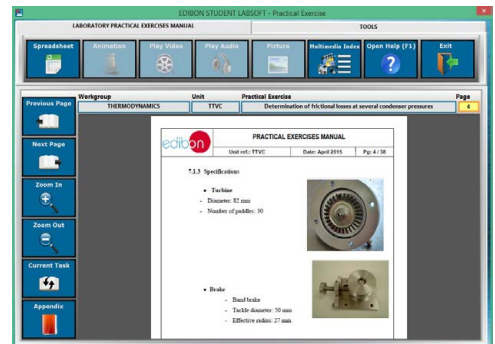 EDIBON STUDENT LABSOFT - Practical Exercise
LABORATORY PRACTICAL EXERCISES MANUAL
TOOLS
Spreadsheet
Animation
Play Video
Play Audio
Picture
Multimedia Index
Open Help (F1)
Exit
Workgroup
Unit
Practical Exercise
Page
THERMODYNAMICS
TTVC
Determination of frictional losses at several condenser pressures
4
Previous Page
Next Page
Zoom In
Zoom Out
Current Task
Appendix
edibon
PRACTICAL EXERCISES MANUAL
Unit ref.: TTVC
Date: April 2015
Pg: 4 / 38
7.1.3 Specifications
• Turbine
- Diameter: 82 mm
- Number of paddles: 30
• Brake
- Band brake
- Tackle diameter: 50 mm
- Effective radius: 27 mm